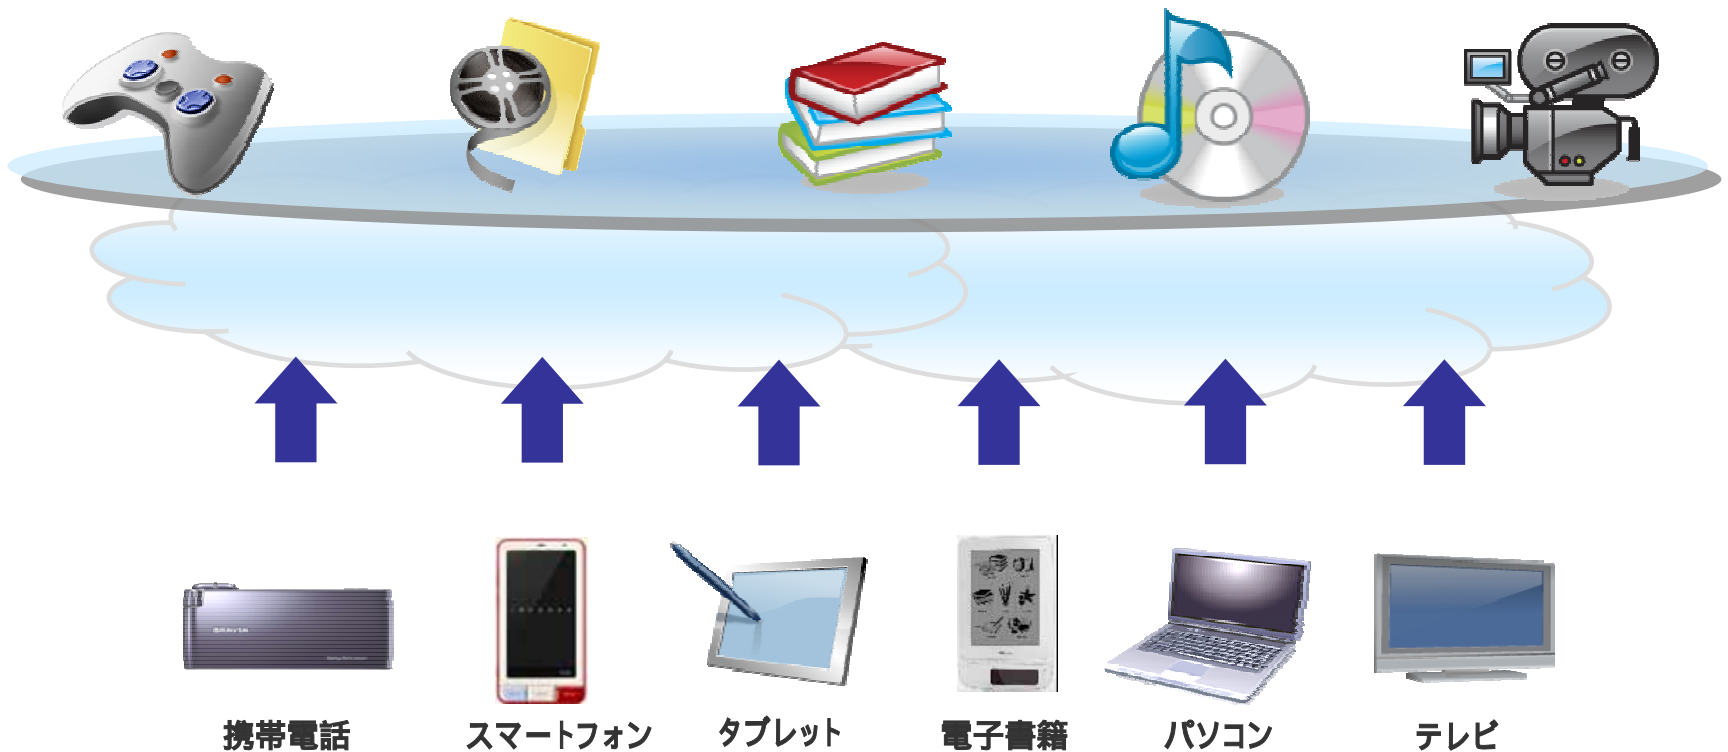 携帯電話
スマートフォン
タブレット
電子書籍
パソコン
テレビ